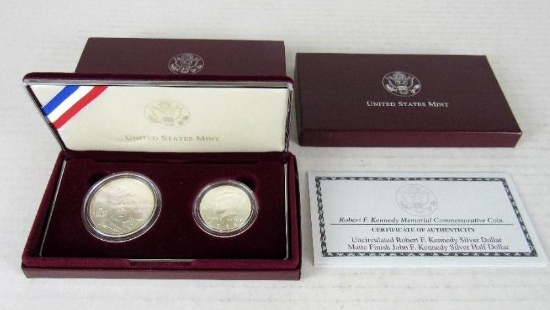 United States Mint
United States Mint
Robert F. Kennedy Memorial Commemorative Coin
CERTIFICATE OF AUTHENTICITY
Uncirculated Robert F. Kennedy Silver Dollar
Matte Finish John F. Kennedy Silver Half Dollar